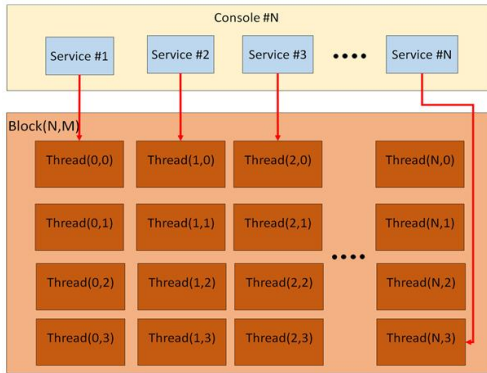 Console #N
Service #1 Service #2 Service #3 Service #N
Block(N,M)
Thread(0,0) Thread(1,0) Thread(2,0) Thread(N,0)
Thread(0,1) Thread(1,1) Thread(2,1) Thread(N,1)
Thread(0,2) Thread(1,2) Thread(2,2) Thread(N,2)
Thread(0,3) Thread(1,3) Thread(2,3) Thread(N,3)